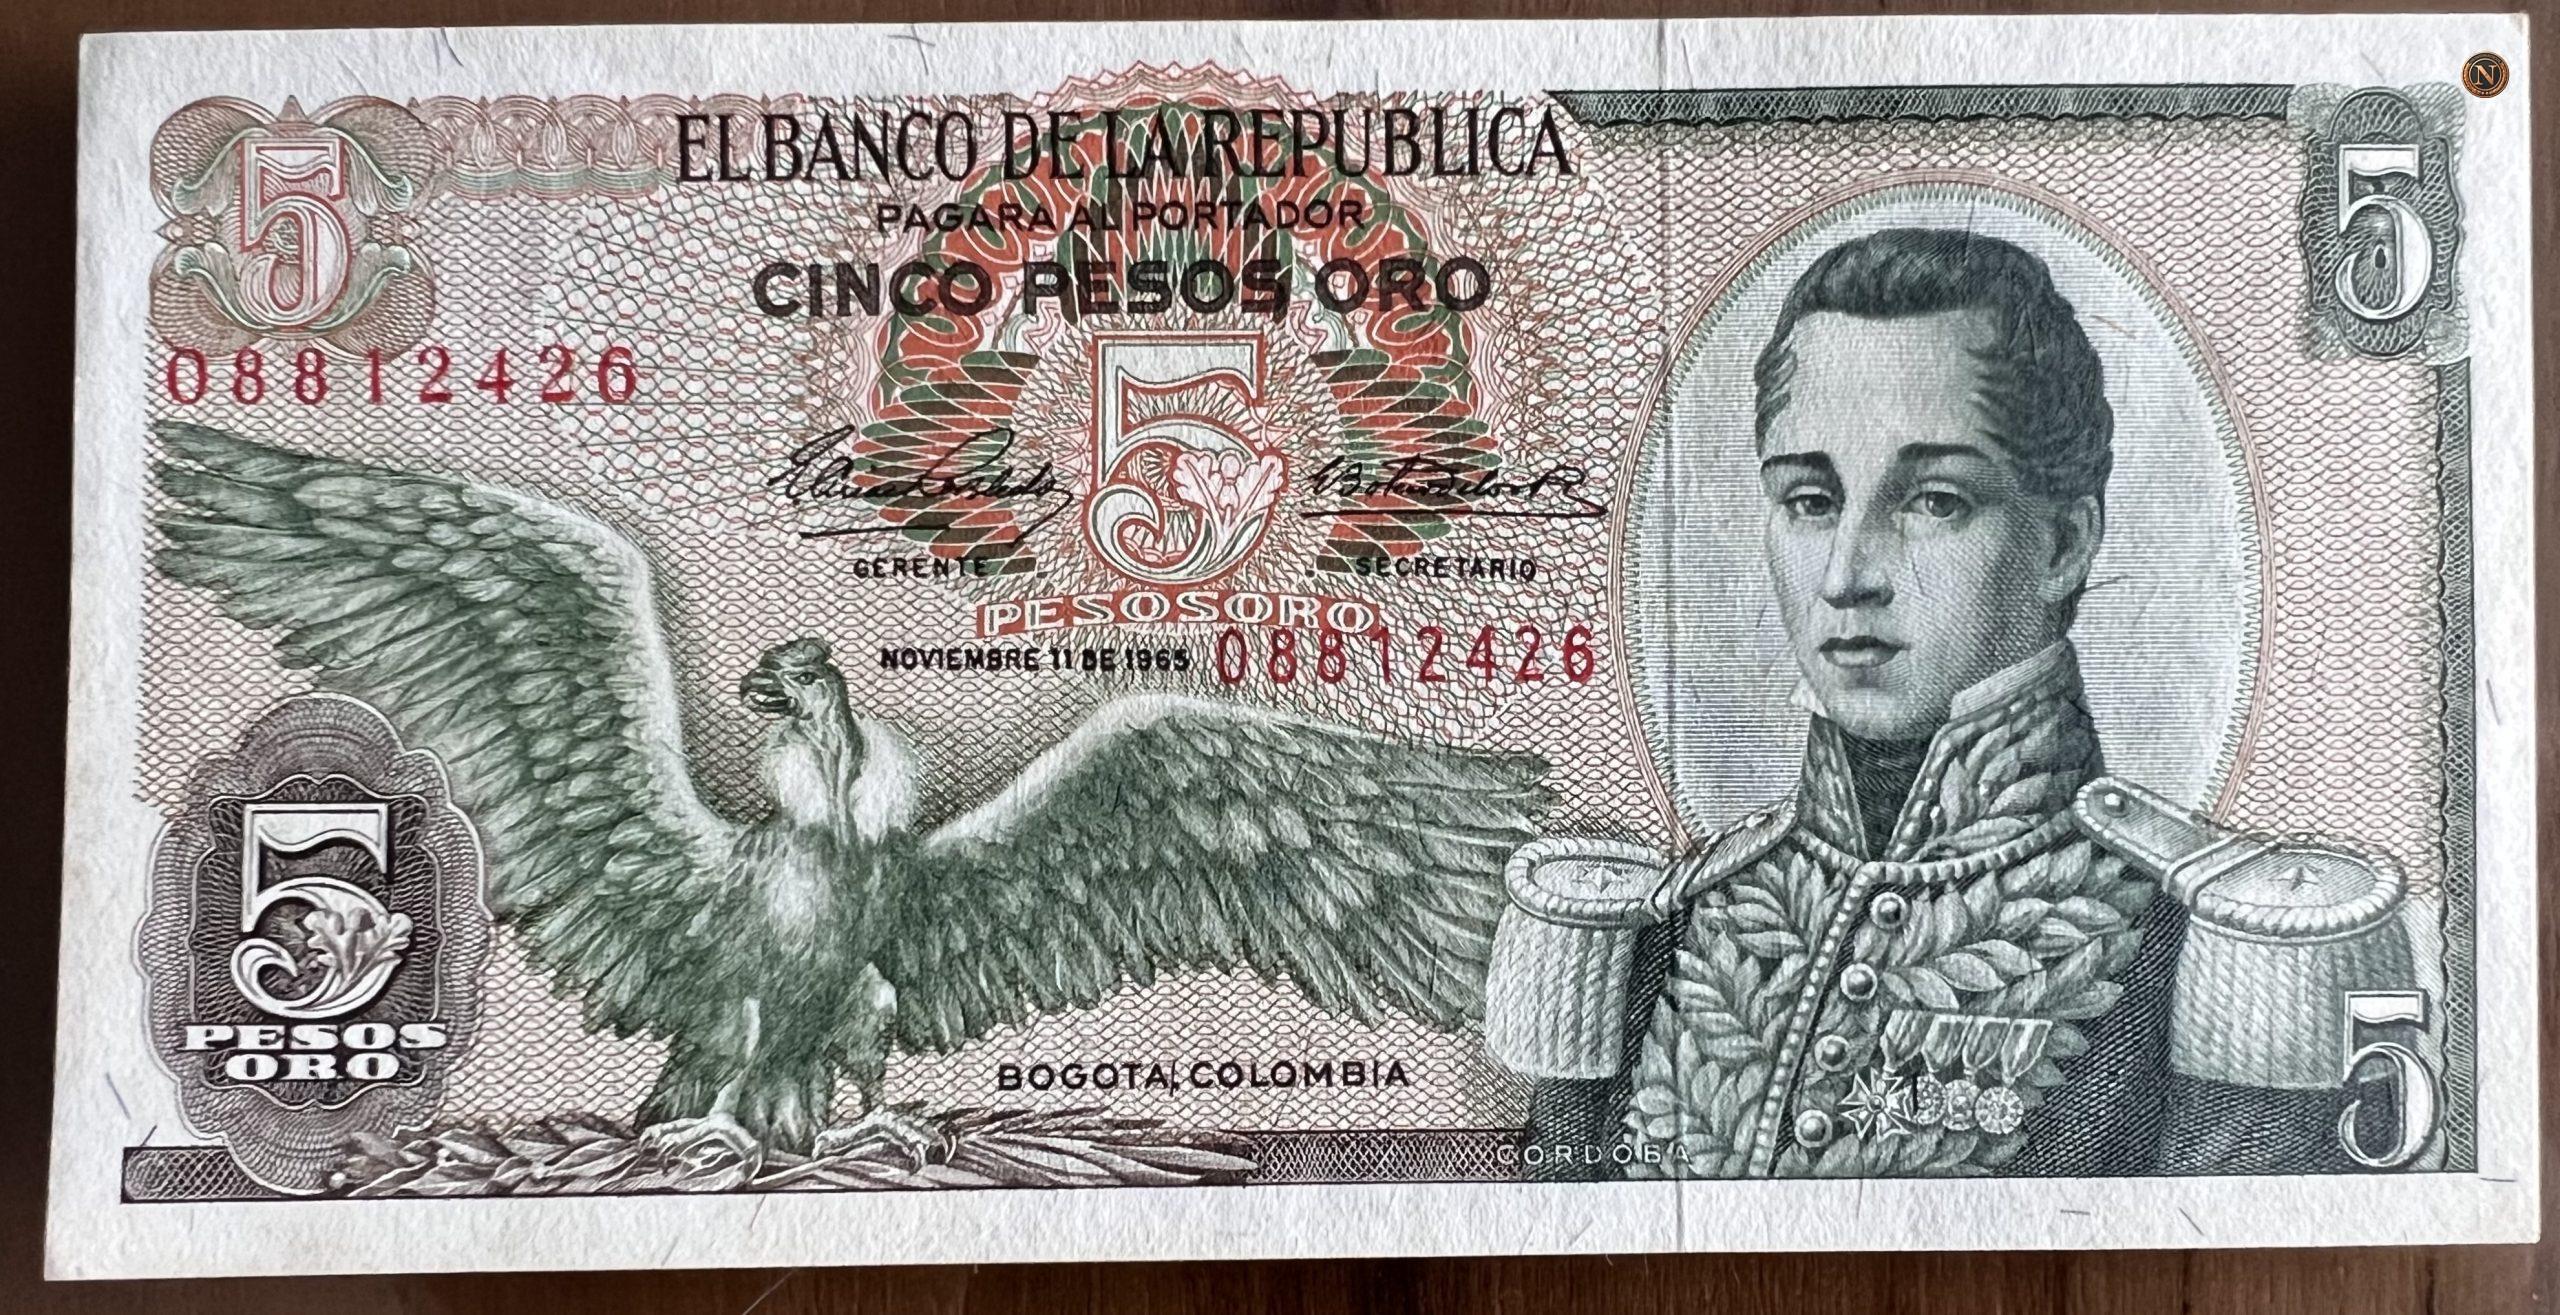 N
EL BANCO DE LA REPUBLICA
PAGARA AL PORTADOR
CINCO PESOS ORO
5
5
08812426
5
GERENTE
SECRETARIO
PESOS ORO
NOVIEMBRE 11 DE 1965
08812426
5
PESOS
ORO
BOGOTA, COLOMBIA
CORDOBA
5